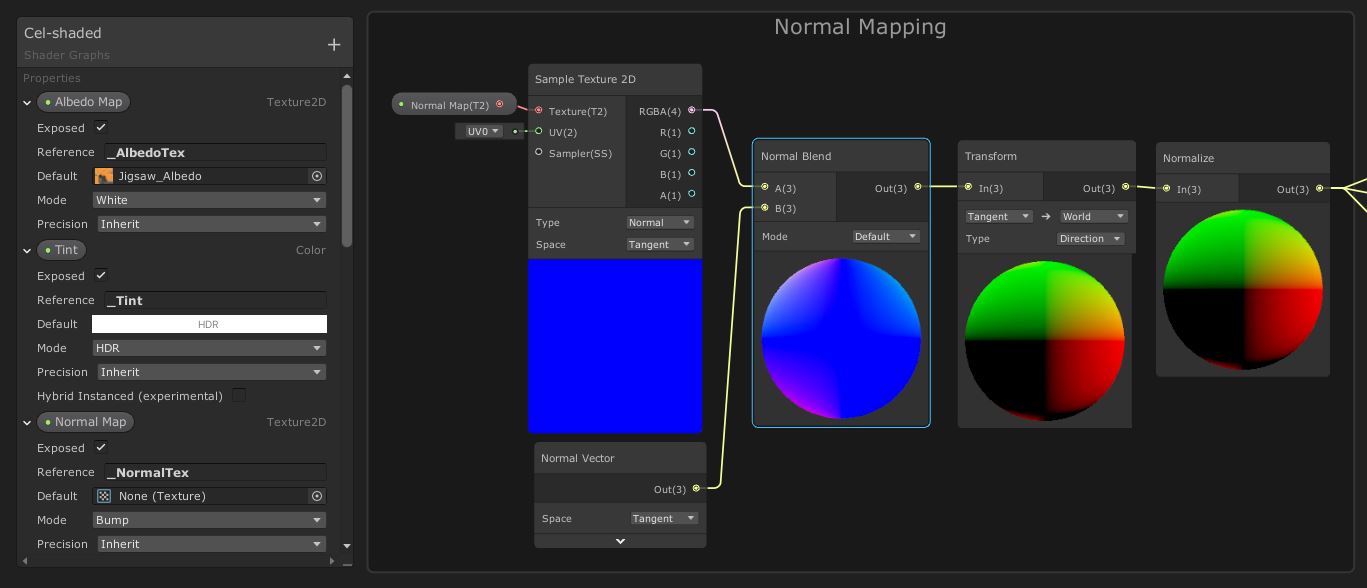 Cel-shaded
Shader Graphs
+
Properties
Albedo Map Texture2D
Exposed
Reference _AlbedoTex
Default Jigsaw_Albedo
Mode White
Precision Inherit
Tint Color
Exposed
Reference _Tint
Default HDR
Mode HDR
Precision Inherit
Hybrid Instanced (experimental)
Normal Map Texture2D
Exposed
Reference _NormalTex
Default None (Texture)
Mode Bump
Precision Inherit
Normal Mapping
Normal Map(T2)
UV0
Sample Texture 2D
Texture(T2) RGBA(4)
UV(2) R(1)
Sampler(SS) G(1)
B(1)
A(1)
Type Normal
Space Tangent
Normal Vector
Out(3)
Space Tangent
Normal Blend
A(3) Out(3)
B(3)
Mode Default
Transform
In(3) Out(3)
Tangent → World
Type Direction
Normalize
In(3) Out(3)